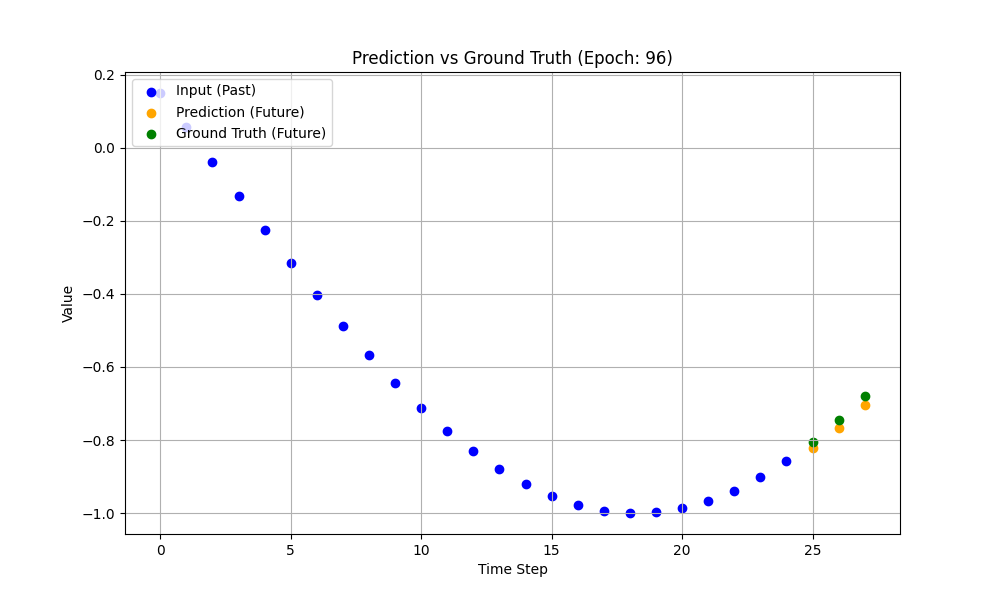 Prediction vs Ground Truth (Epoch: 96)
Input (Past)
Prediction (Future)
Ground Truth (Future)
0.2
0.0
−0.2
−0.4
−0.6
−0.8
−1.0
Value
0 5 10 15 20 25
Time Step